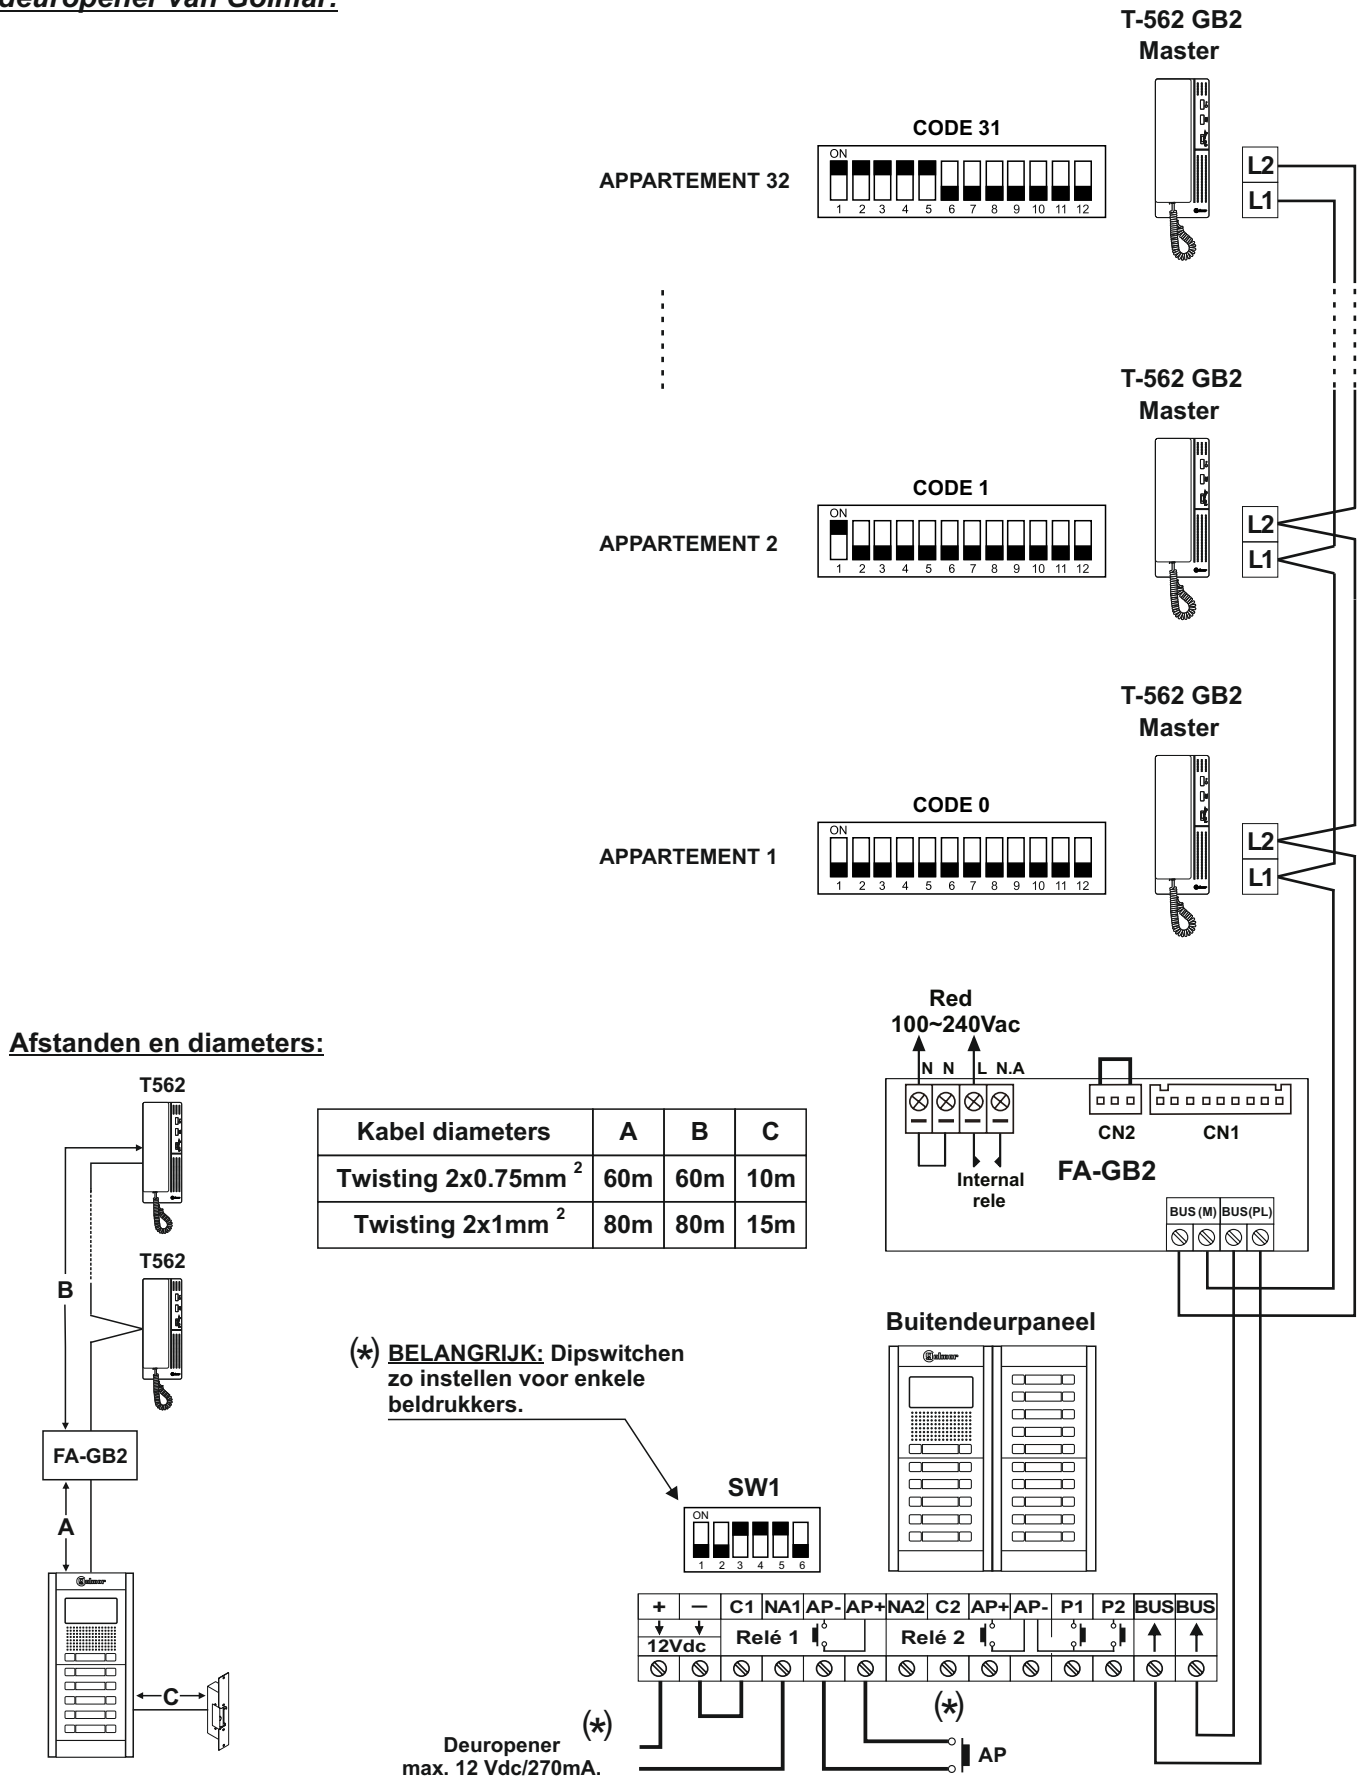 deuropener van Golmar:
T-562 GB2
Master
CODE 31
APPARTEMENT 32
ON
1 2 3 4 5 6 7 8 9 10 11 12
L2
L1
T-562 GB2
Master
CODE 1
APPARTEMENT 2
ON
1 2 3 4 5 6 7 8 9 10 11 12
L2
L1
T-562 GB2
Master
CODE 0
APPARTEMENT 1
ON
1 2 3 4 5 6 7 8 9 10 11 12
L2
L1
Red
100~240Vac
N N L N.A
CN2 CN1
Internal
rele
FA-GB2
BUS (M) BUS(PL)
Afstanden en diameters:
T562
T562
B
FA-GB2
A
Golmar
C
Kabel diameters A B C
Twisting 2x0.75mm 2 60m 60m 10m
Twisting 2x1mm 2 80m 80m 15m
Buitendeurpaneel
Golmar
(*) BELANGRIJK: Dipswitchen
zo instellen voor enkele
beldrukkers.
SW1
ON
1 2 3 4 5 6
+ — C1 NA1 AP- AP+ NA2 C2 AP+ AP- P1 P2 BUS BUS
12Vdc Relé 1 Relé 2
(*)
(*)
Deuropener
max. 12 Vdc/270mA.
AP